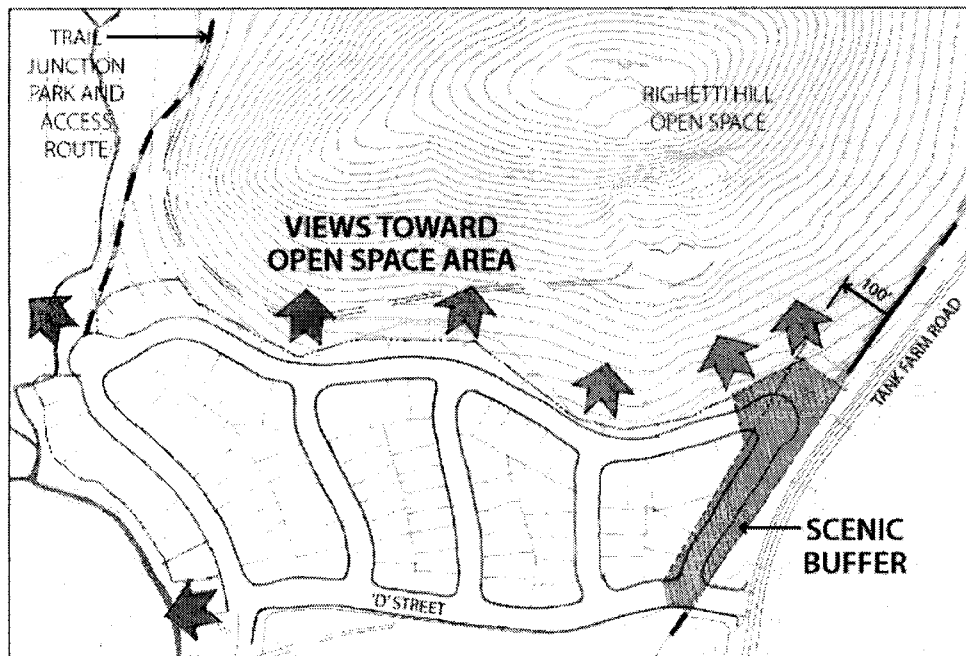 TRAIL
JUNCTION
PARK AND
ACCESS
ROUTE
RIGHETTI HILL
OPEN SPACE
VIEWS TOWARD
OPEN SPACE AREA
100'
TANK FARM ROAD
SCENIC
BUFFER
'D' STREET